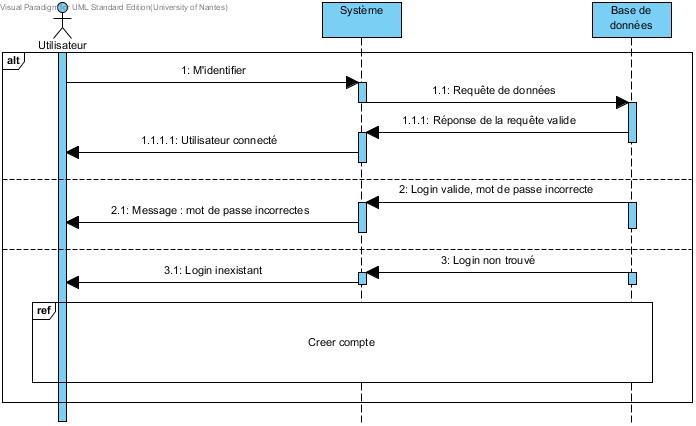 Visual Paradigm for UML Standard Edition(University of Nantes)
Système
Base de
données
Utilisateur
alt
1: M'identifier
1.1: Requête de données
1.1.1: Réponse de la requête valide
1.1.1.1: Utilisateur connecté
2: Login valide, mot de passe incorrecte
2.1: Message : mot de passe incorrectes
3: Login non trouvé
3.1: Login inexistant
ref
Creer compte